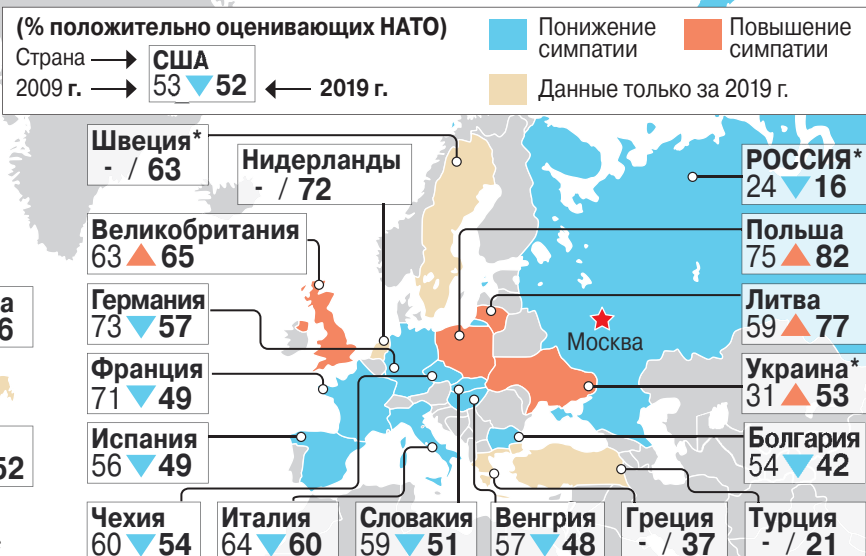 (% положительно оценивающих НАТО)
Страна
2009 г.
США
53 52
2019 г.
Понижение симпатии
Повышение симпатии
Данные только за 2019 г.
Швеция*
- / 63
Нидерланды
- / 72
РОССИЯ*
24 16
Великобритания
63 65
Польша
75 82
а
6
Германия
73 57
Литва
59 77
Москва
Франция
71 49
Украина*
31 53
52
Испания
56 49
Болгария
54 42
Чехия
60 54
Италия
64 60
Словакия
59 51
Венгрия
57 48
Греция
- / 37
Турция
- / 21